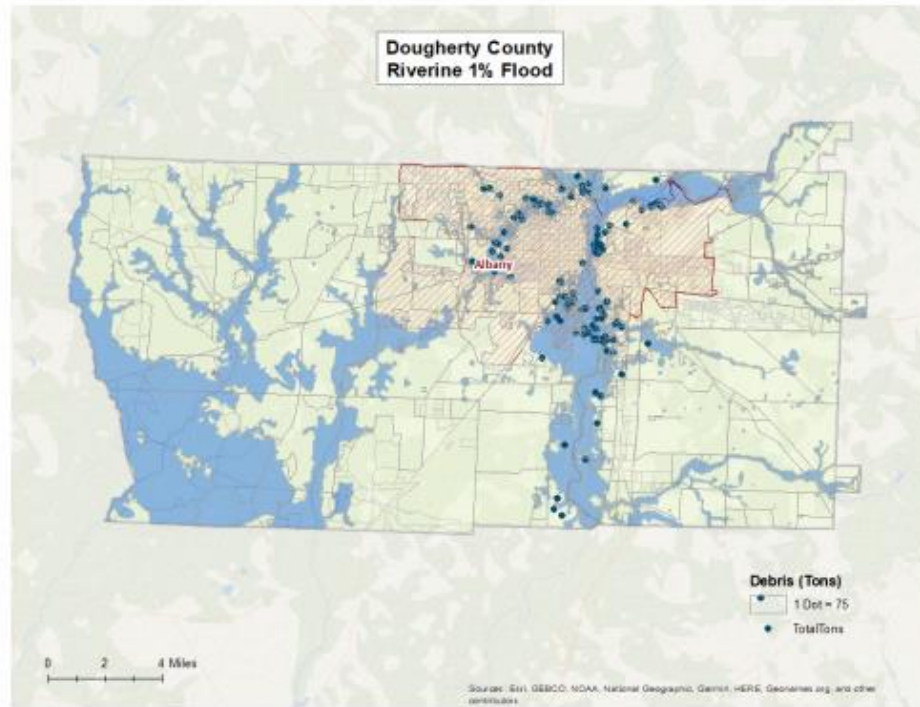 Dougherty County
Riverine 1% Flood
Albany
Debris (Tons)
1 Dot = 75
TotalTons
0 2 4 Miles
Sources: Esri, GEBCO, NOAA, National Geographic, Garmin, HERE, Geonames.org, and other
contributors